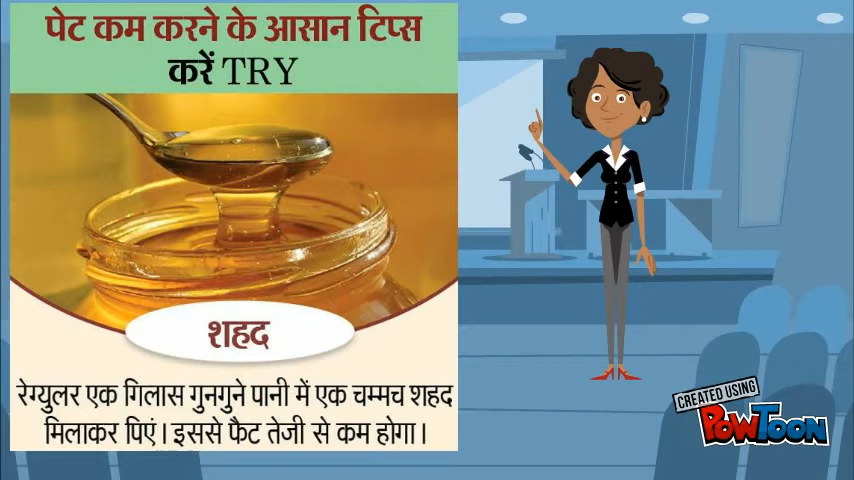 पेट कम करने के आसान टिप्स
करें TRY
शहद
रेग्युलर एक गिलास गुनगुने पानी में एक चम्मच शहद
मिलाकर पिएं। इससे फैट तेजी से कम होगा।
CREATED USING
POWTOON